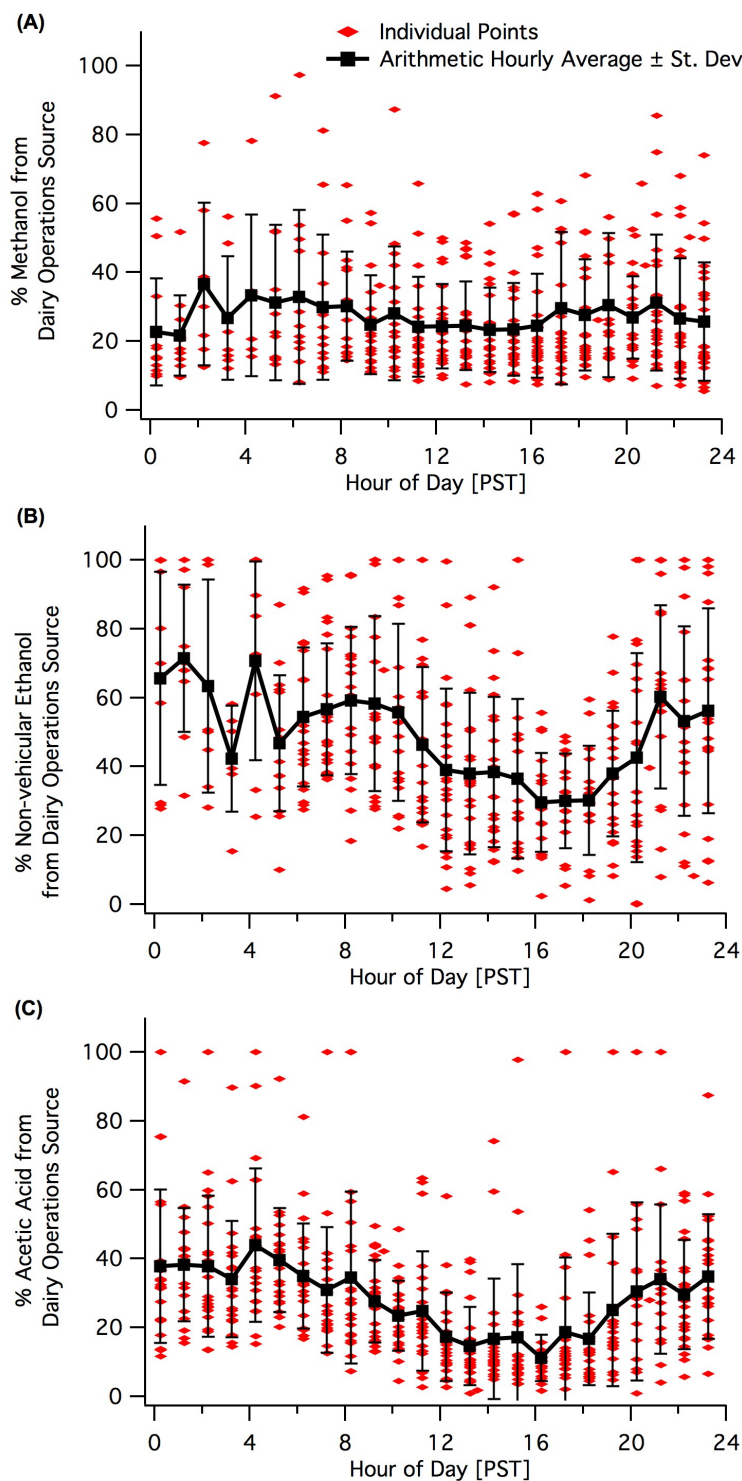 (A)
Individual Points
Arithmetic Hourly Average ± St. Dev
% Methanol from
Dairy Operations Source
100
80
60
40
20
0
0 4 8 12 16 20 24
Hour of Day [PST]
(B)
% Non-vehicular Ethanol
from Dairy Operations Source
100
80
60
40
20
0
0 4 8 12 16 20 24
Hour of Day [PST]
(C)
% Acetic Acid from
Dairy Operations Source
100
80
60
40
20
0
0 4 8 12 16 20 24
Hour of Day [PST]